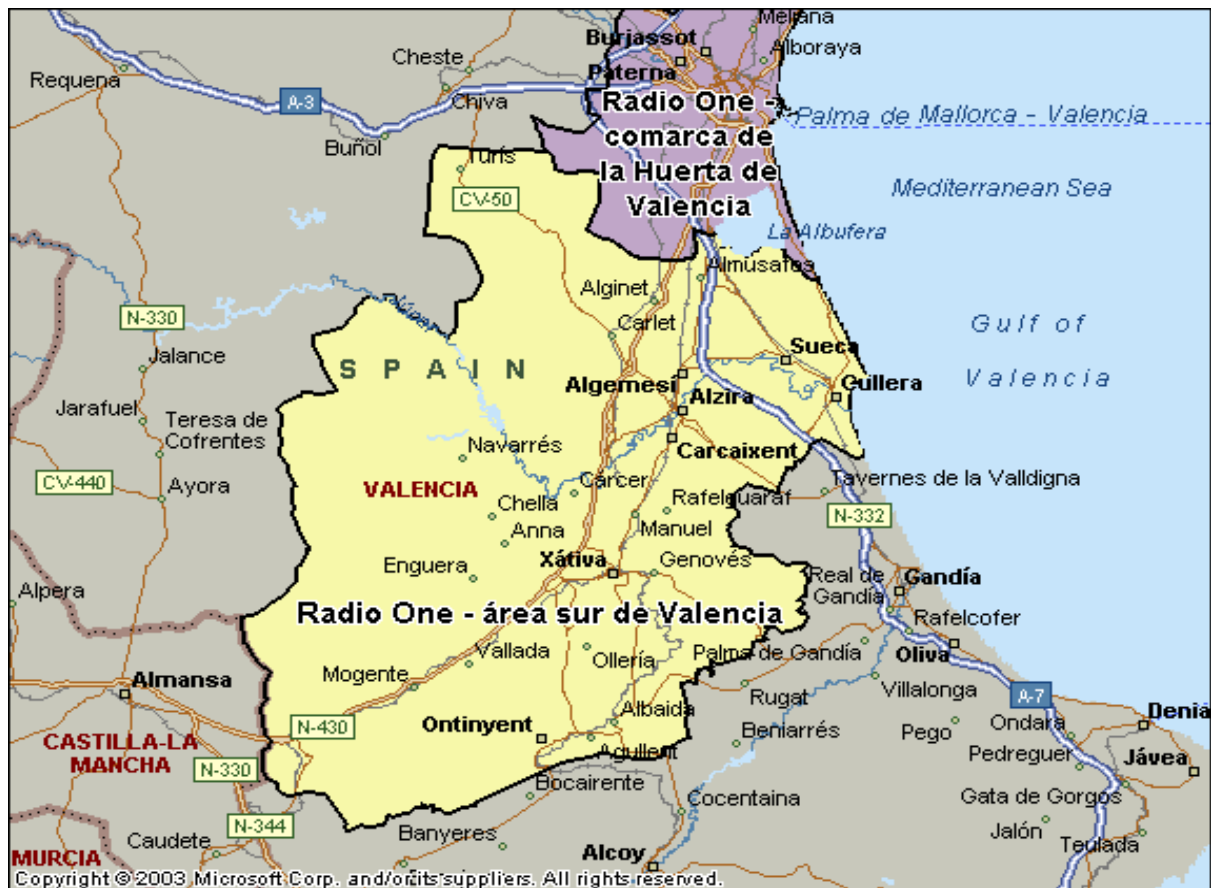 Meliana
Burjassot
Alboraya
Cheste
Requena
Paterna
A-3
Chiva
Radio One -
comarca de
la Huerta de
Valencia
Palma de Mallorca - Valencia
Buñol
Turís
CV-50
Mediterranean Sea
La Albufera
Almusafes
Alginet
Júcar
N-330
Carlet
Gulf of
Valencia
Jalance
SPAIN
Sueca
Algemesí
Cullera
Jarafuel
Alzira
Teresa de
Cofrentes
Navarrés
Carcaixent
CV-440
Ayora
VALENCIA
Cárcer
Tavernes de la Valldigna
Chella
Rafelguaraf
N-332
Anna
Manuel
Xátiva
Genovés
Enguera
Real de
Gandía
Gandía
Alpera
Radio One - área sur de Valencia
Rafelcofer
Vallada
Ollería
Palma de Gandía
Oliva
Mogente
Almansa
Rugat
Villalonga
A-7
Denia
Albaida
N-430
Ontinyent
Beniarrés
Pego
Ondara
CASTILLA-LA
MANCHA
Agullent
Pedreguer
Jávea
N-330
Bocairente
Cocentaina
Gata de Gorgos
N-344
Caudete
Banyeres
Jalón
Teulada
MURCIA
Alcoy
Copyright © 2003 Microsoft Corp. and/or its suppliers. All rights reserved.